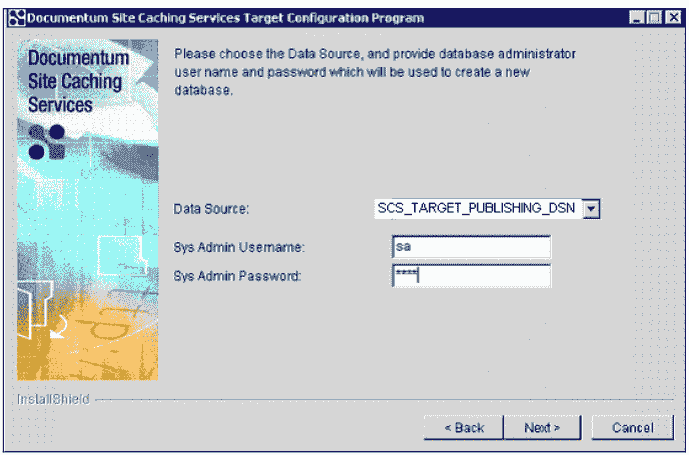 Documentum Site Caching Services Target Configuration Program
Documentum
Site Caching
Services
Please choose the Data Source, and provide database administrator
user name and password which will be used to create a new
database.
Data Source: SCS_TARGET_PUBLISHING_DSN
Sys Admin Username: sa
Sys Admin Password: ****
InstallShield
< Back Next > Cancel